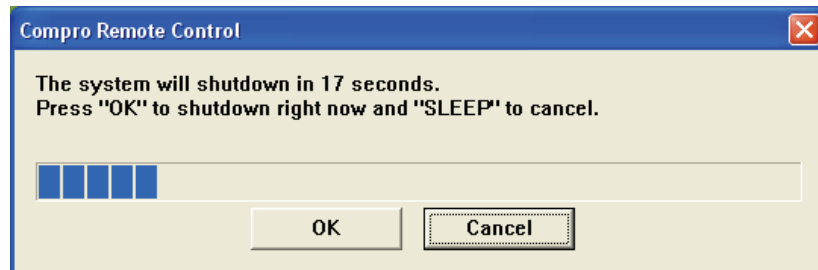 Compro Remote Control
The system will shutdown in 17 seconds.
Press "OK" to shutdown right now and "SLEEP" to cancel.
OK
Cancel